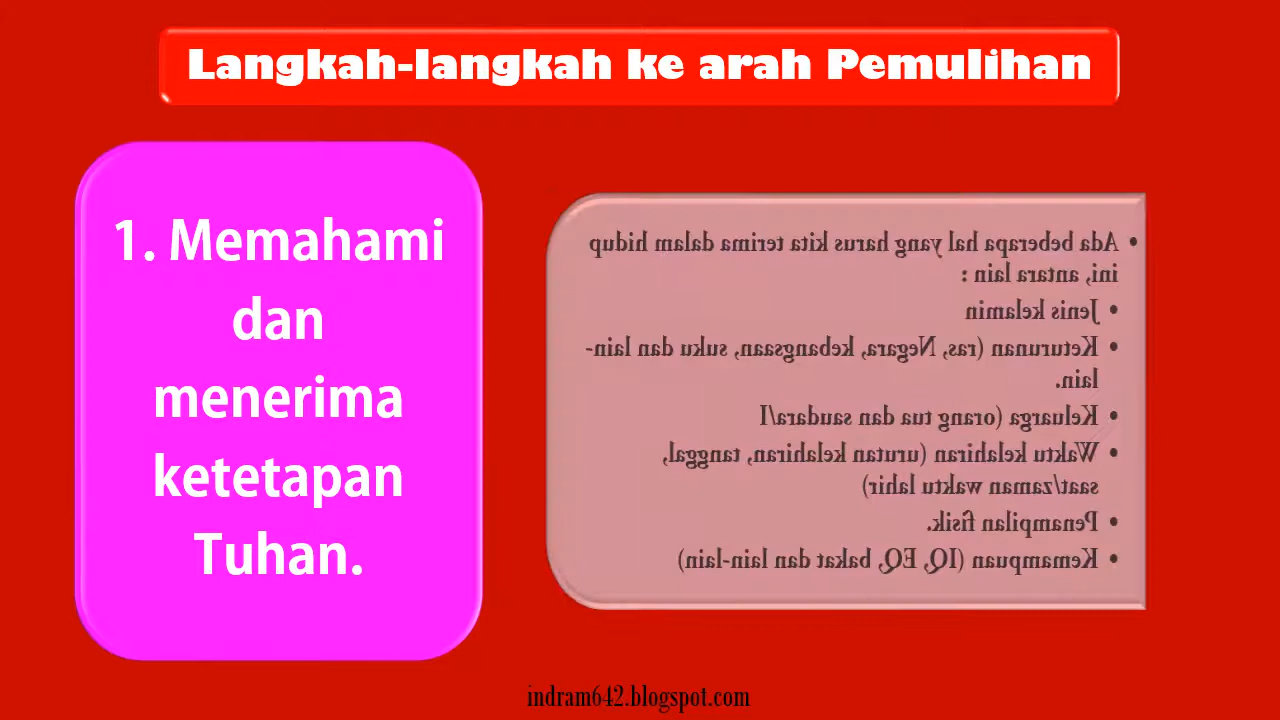 Langkah-langkah ke arah Pemulihan
1. Memahami
dan
menerima
ketetapan
Tuhan.
• Ada beberapa hal yang harus kita terima dalam hidup
ini, antara lain :
• Jenis kelamin
• Keturunan (ras, Negara, kebangsaan, suku dan lain-
lain.
• Keluarga (orang tua dan saudara/I
• Waktu kelahiran (urutan kelahiran, tanggal,
saat/zaman waktu lahir)
• Penampilan fisik.
• Kemampuan (IQ, EQ, bakat dan lain-lain)
indram642.blogspot.com